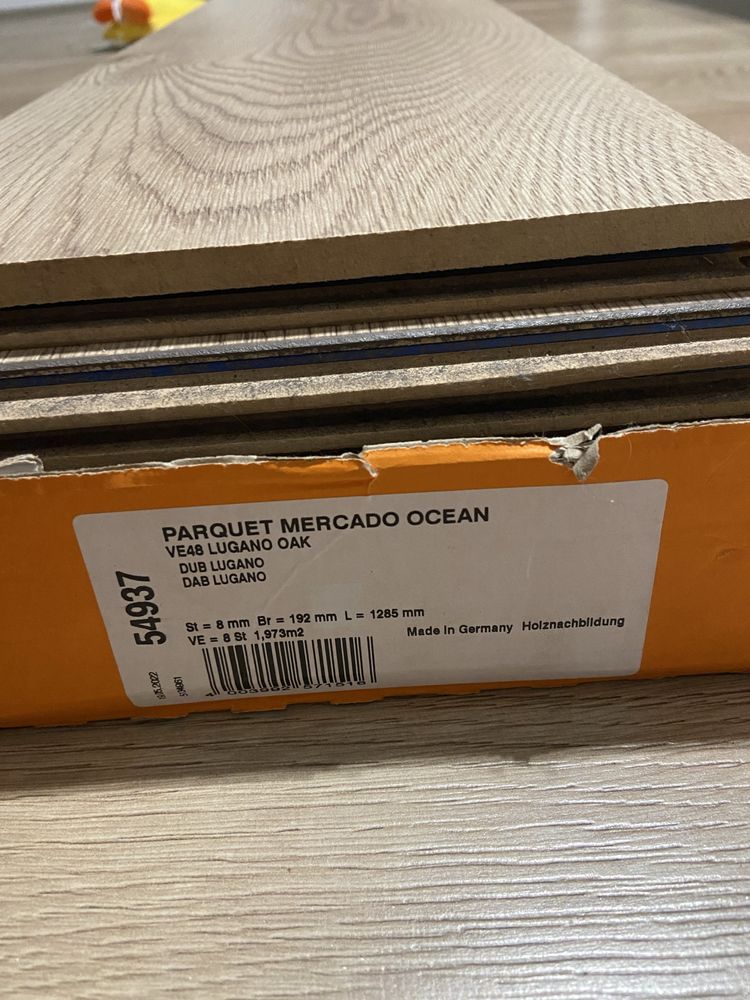 PARQUET MERCADO OCEAN
VE48 LUGANO OAK
DUB LUGANO
DAB LUGANO
54937
St = 8 mm Br = 192 mm L = 1285 mm
VE = 8 St 1,973m2
Made in Germany Holznachbildung